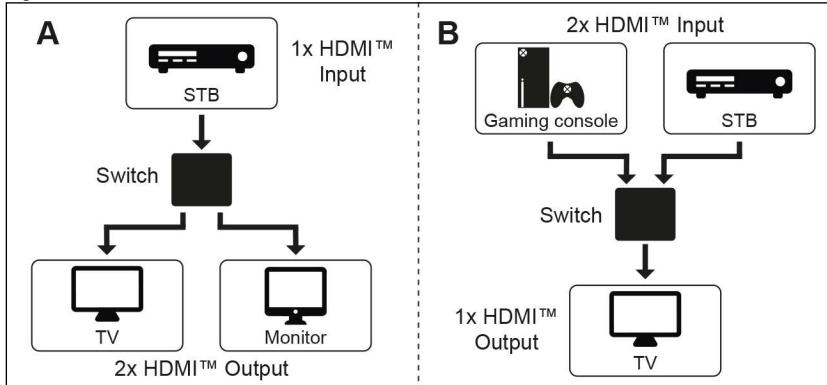 A
STB
1x HDMI™
Input
Switch
TV
Monitor
2x HDMI™ Output
B
2x HDMI™ Input
Gaming console
STB
Switch
1x HDMI™
Output
TV